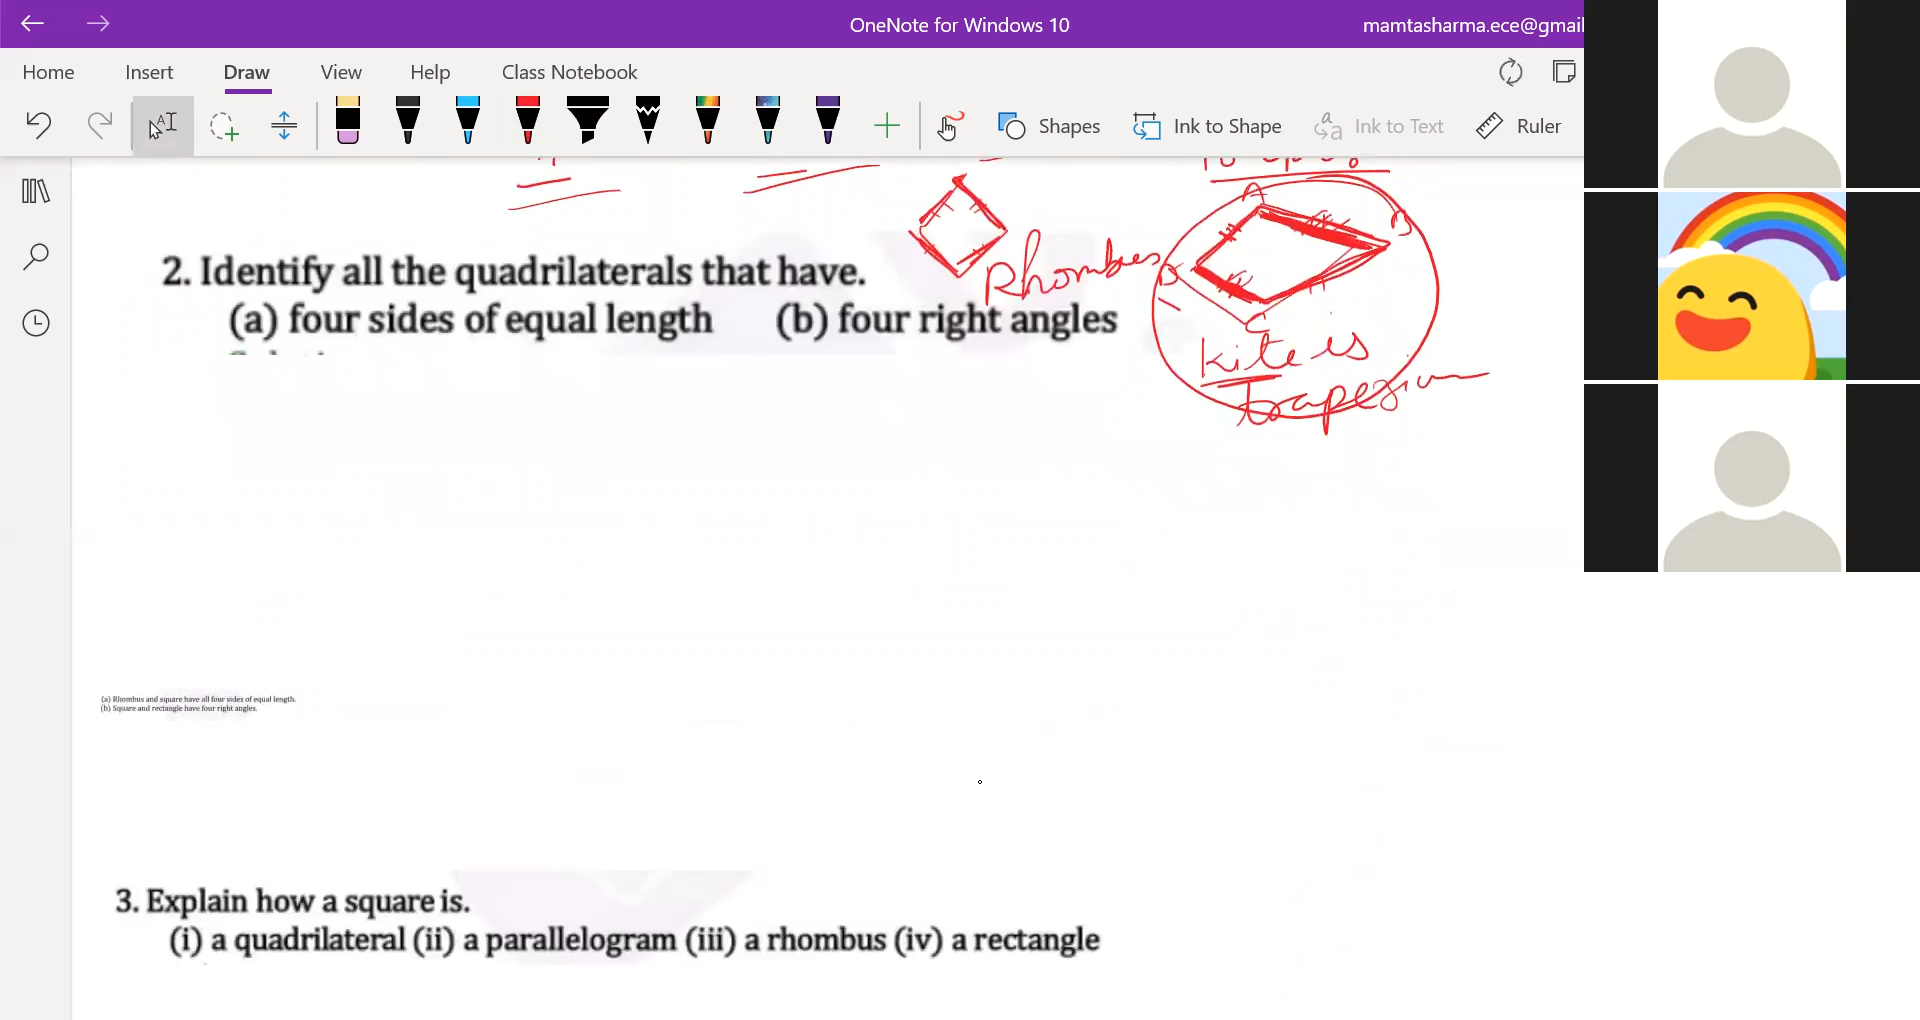 OneNote for Windows 10
mamtasharma.ece@gmail
Home Insert Draw View Help Class Notebook
Shapes Ink to Shape Ink to Text Ruler
A
B
Rhombus
D
2. Identify all the quadrilaterals that have.
(a) four sides of equal length (b) four right angles
C
kite is
trapezium
(a) Rhombus and square have all four sides of equal length.
(b) Square and rectangle have four right angles.
3. Explain how a square is.
(i) a quadrilateral (ii) a parallelogram (iii) a rhombus (iv) a rectangle